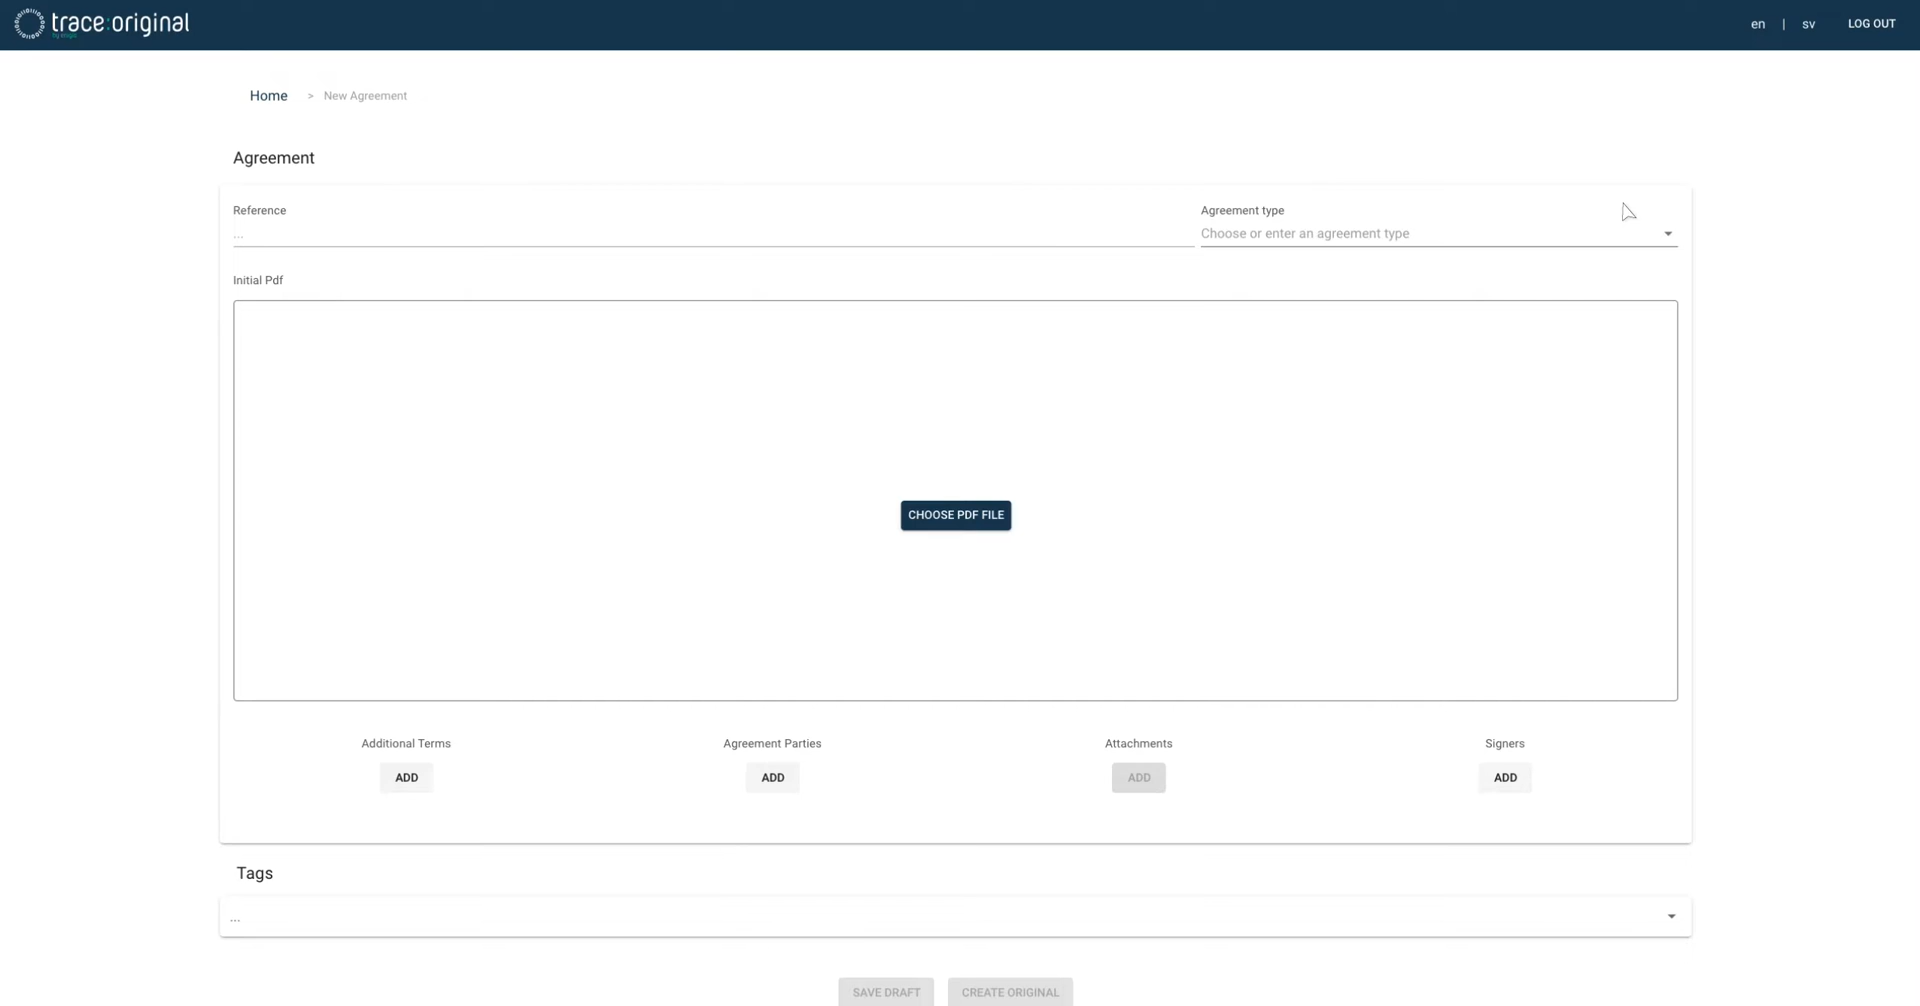 trace:original
en | sv LOG OUT
Home > New Agreement
Agreement
Reference
...
Agreement type
Choose or enter an agreement type
Initial Pdf
CHOOSE PDF FILE
Additional Terms
ADD
Agreement Parties
ADD
Attachments
ADD
Signers
ADD
Tags
...
SAVE DRAFT
CREATE ORIGINAL